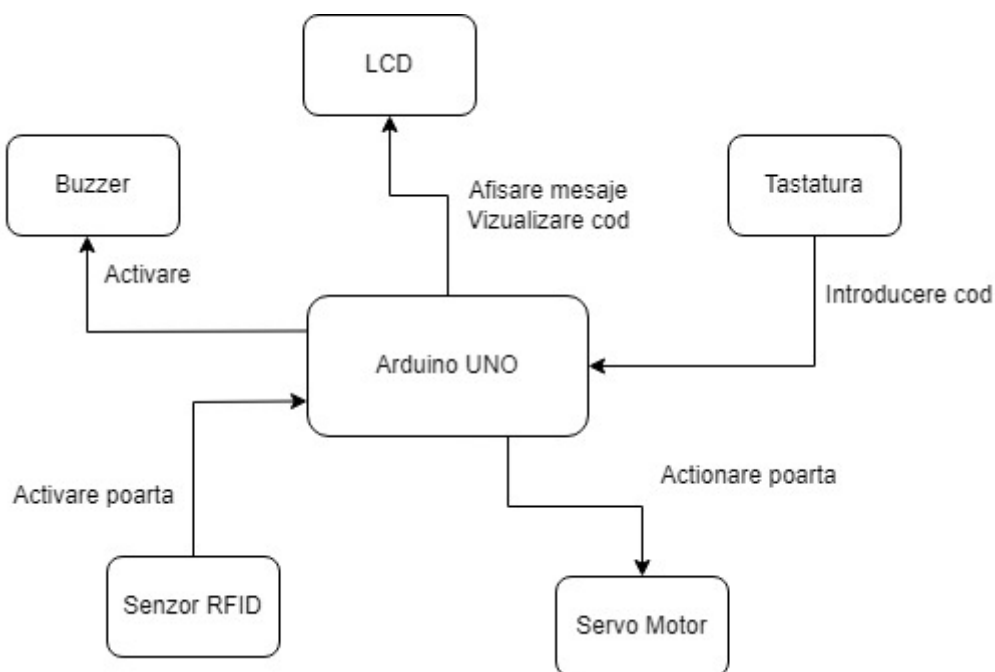 LCD
Buzzer
Afisare mesaje
Vizualizare cod
Tastatura
Activare
Introducere cod
Arduino UNO
Activare poarta
Actionare poarta
Senzor RFID
Servo Motor